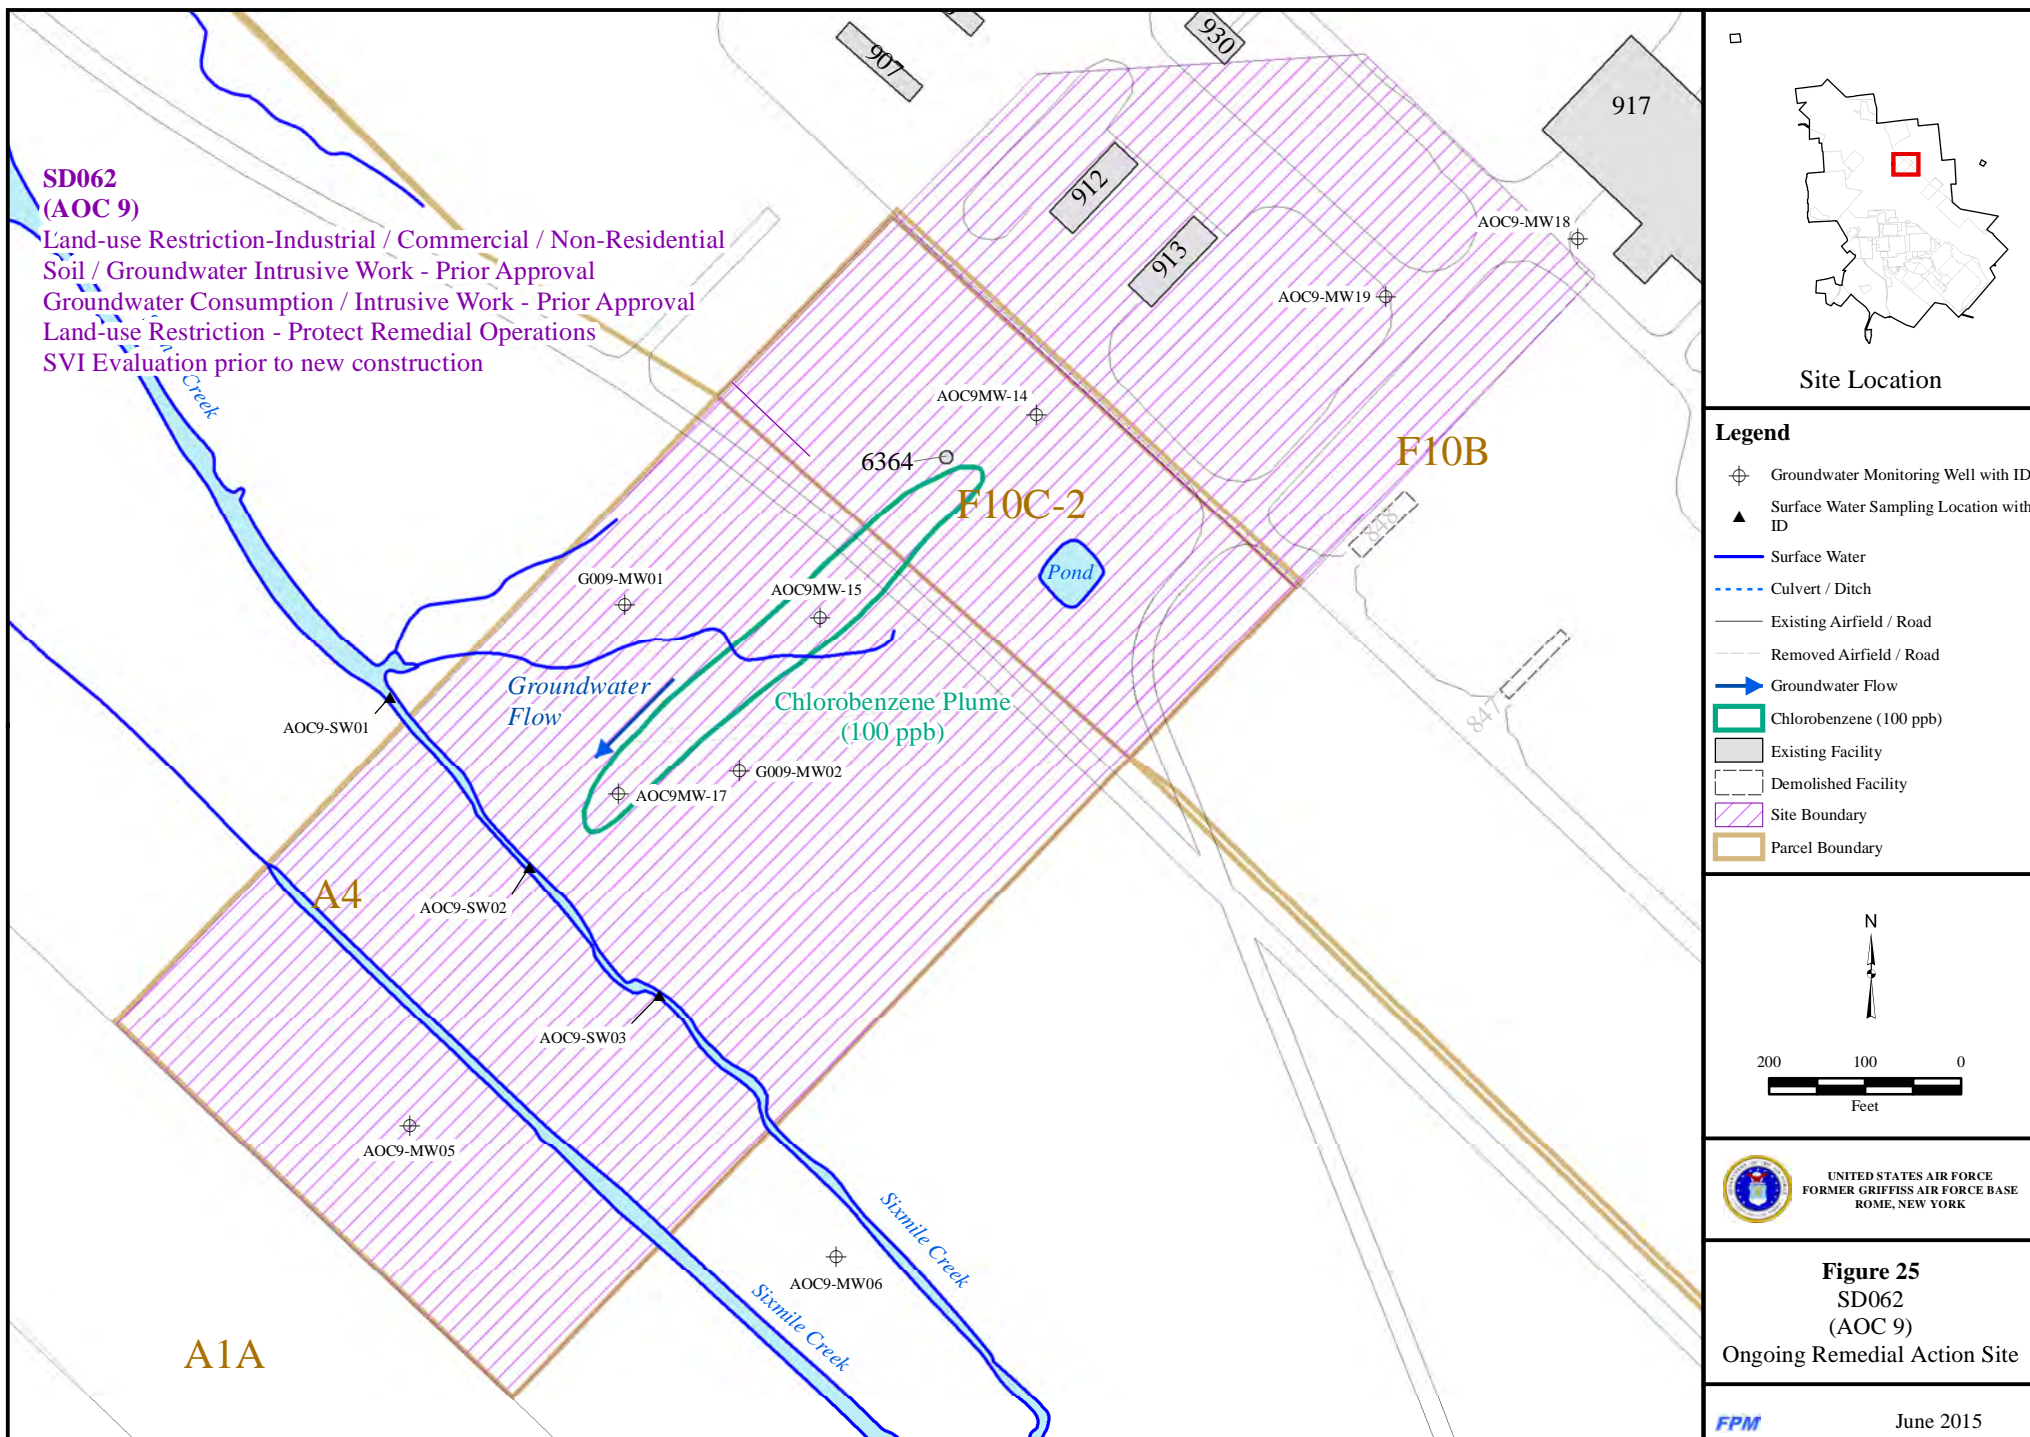 930
907
917
SD062
(AOC 9)
Land-use Restriction-Industrial / Commercial / Non-Residential
Soil / Groundwater Intrusive Work - Prior Approval
Groundwater Consumption / Intrusive Work - Prior Approval
Land-use Restriction - Protect Remedial Operations
SVI Evaluation prior to new construction
Creek
912
913
AOC9-MW18
AOC9-MW19
AOC9MW-14
6364
F10C-2
F10B
848
847
Pond
G009-MW01
AOC9MW-15
Groundwater
Flow
Chlorobenzene Plume
(100 ppb)
AOC9-SW01
G009-MW02
AOC9MW-17
A4
AOC9-SW02
AOC9-SW03
AOC9-MW05
Sixmile Creek
AOC9-MW06
Sixmile Creek
A1A
Site Location
Legend
Groundwater Monitoring Well with ID
Surface Water Sampling Location with
ID
Surface Water
Culvert / Ditch
Existing Airfield / Road
Removed Airfield / Road
Groundwater Flow
Chlorobenzene (100 ppb)
Existing Facility
Demolished Facility
Site Boundary
Parcel Boundary
N
200 100 0
Feet
UNITED STATES AIR FORCE
FORMER GRIFFISS AIR FORCE BASE
ROME, NEW YORK
Figure 25
SD062
(AOC 9)
Ongoing Remedial Action Site
FPM
June 2015